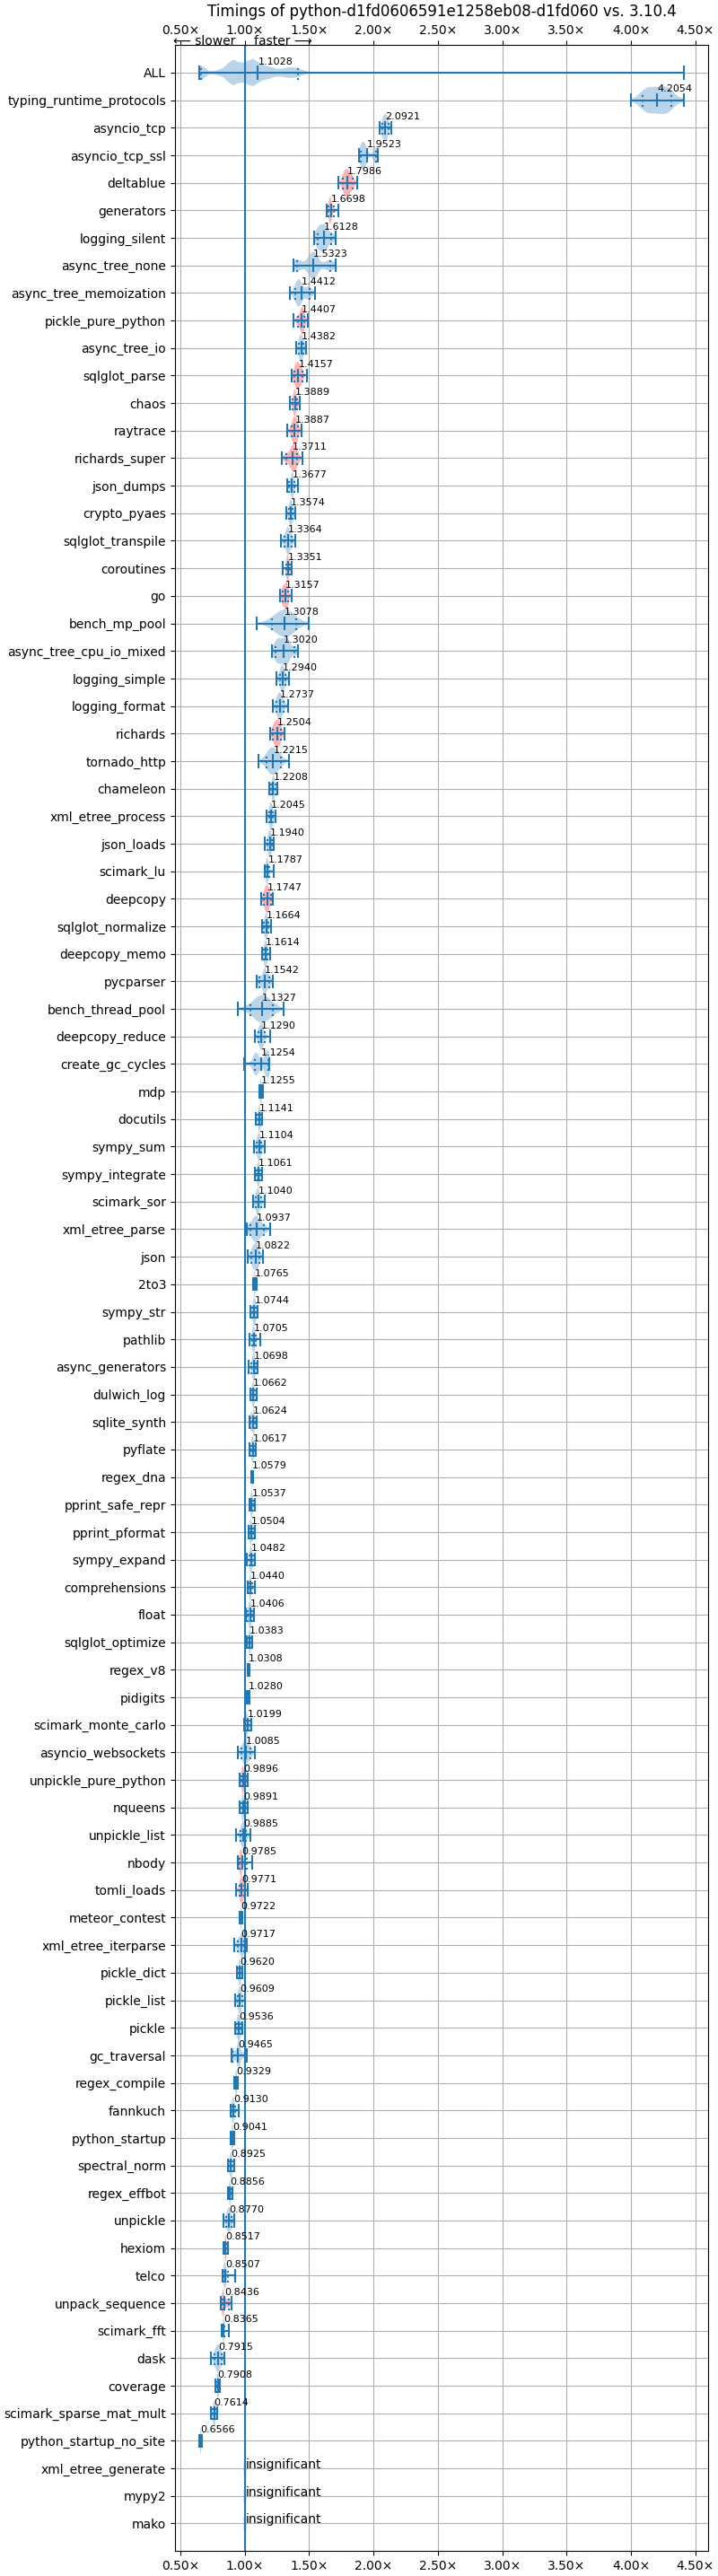 Timings of python-d1fd0606591e1258eb08-d1fd060 vs. 3.10.4
0.50× 1.00× 1.50× 2.00× 2.50× 3.00× 3.50× 4.00× 4.50×
⟵ slower faster ⟶
ALL 1.1028
typing_runtime_protocols 4.2054
asyncio_tcp 2.0921
asyncio_tcp_ssl 1.9523
deltablue 1.7986
generators 1.6698
logging_silent 1.6128
async_tree_none 1.5323
async_tree_memoization 1.4412
pickle_pure_python 1.4407
async_tree_io 1.4382
sqlglot_parse 1.4157
chaos 1.3889
raytrace 1.3887
richards_super 1.3711
json_dumps 1.3677
crypto_pyaes 1.3574
sqlglot_transpile 1.3364
coroutines 1.3351
go 1.3157
bench_mp_pool 1.3078
async_tree_cpu_io_mixed 1.3020
logging_simple 1.2940
logging_format 1.2737
richards 1.2504
tornado_http 1.2215
chameleon 1.2208
xml_etree_process 1.2045
json_loads 1.1940
scimark_lu 1.1787
deepcopy 1.1747
sqlglot_normalize 1.1664
deepcopy_memo 1.1614
pycparser 1.1542
bench_thread_pool 1.1327
deepcopy_reduce 1.1290
create_gc_cycles 1.1254
mdp 1.1255
docutils 1.1141
sympy_sum 1.1104
sympy_integrate 1.1061
scimark_sor 1.1040
xml_etree_parse 1.0937
json 1.0822
2to3 1.0765
sympy_str 1.0744
pathlib 1.0705
async_generators 1.0698
dulwich_log 1.0662
sqlite_synth 1.0624
pyflate 1.0617
regex_dna 1.0579
pprint_safe_repr 1.0537
pprint_pformat 1.0504
sympy_expand 1.0482
comprehensions 1.0440
float 1.0406
sqlglot_optimize 1.0383
regex_v8 1.0308
pidigits 1.0280
scimark_monte_carlo 1.0199
asyncio_websockets 1.0085
unpickle_pure_python 0.9896
nqueens 0.9891
unpickle_list 0.9885
nbody 0.9785
tomli_loads 0.9771
meteor_contest 0.9722
xml_etree_iterparse 0.9717
pickle_dict 0.9620
pickle_list 0.9609
pickle 0.9536
gc_traversal 0.9465
regex_compile 0.9329
fannkuch 0.9130
python_startup 0.9041
spectral_norm 0.8925
regex_effbot 0.8856
unpickle 0.8770
hexiom 0.8517
telco 0.8507
unpack_sequence 0.8436
scimark_fft 0.8365
dask 0.7915
coverage 0.7908
scimark_sparse_mat_mult 0.7614
python_startup_no_site 0.6566
xml_etree_generate insignificant
mypy2 insignificant
mako insignificant
0.50× 1.00× 1.50× 2.00× 2.50× 3.00× 3.50× 4.00× 4.50×